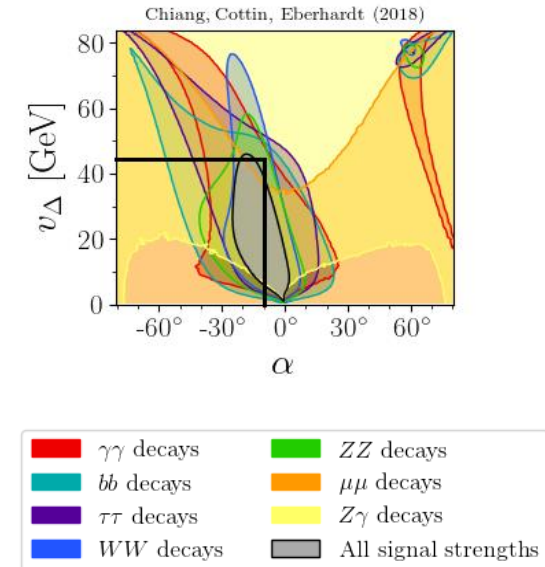 Chiang, Cottin, Eberhardt (2018)
80
60
40
20
0
v_Δ [GeV]
-60° -30° 0° 30° 60°
α
γγ decays
bb decays
ττ decays
WW decays
ZZ decays
μμ decays
Zγ decays
All signal strengths